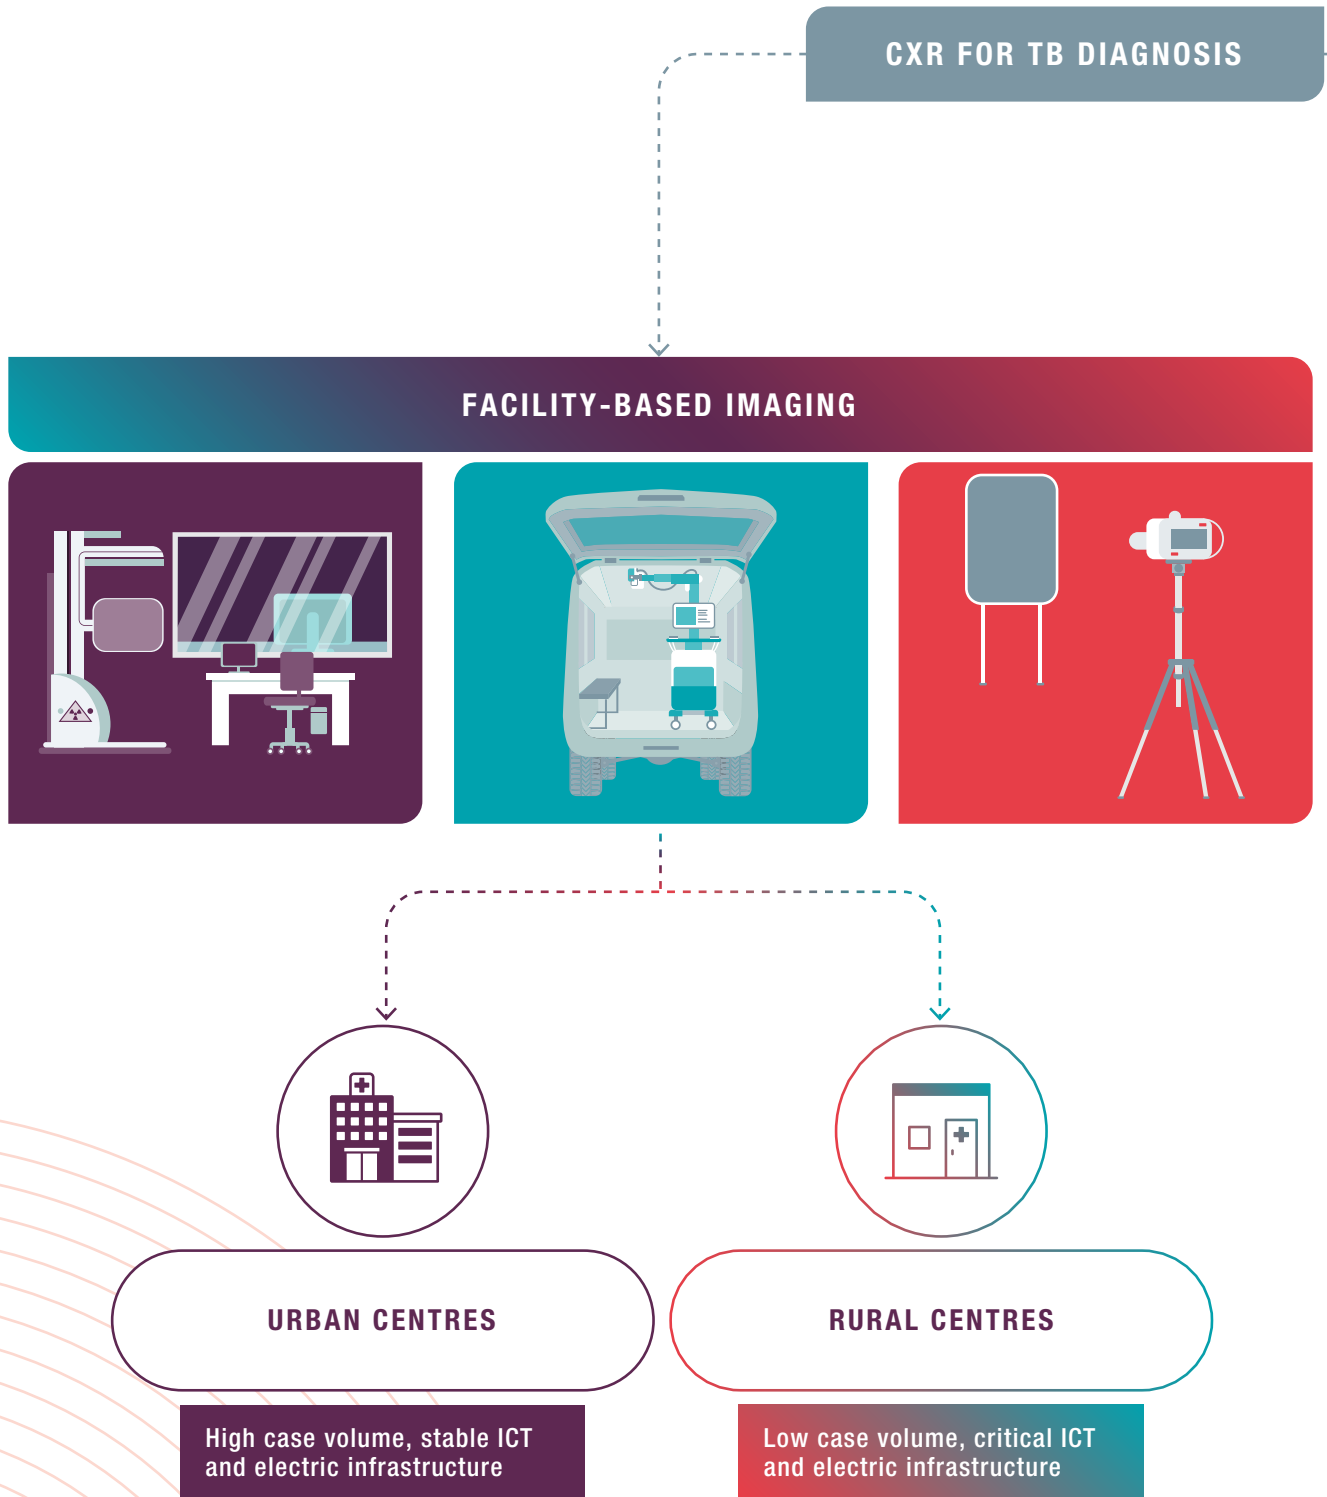 CXR FOR TB DIAGNOSIS
FACILITY-BASED IMAGING
URBAN CENTRES
High case volume, stable ICT
and electric infrastructure
RURAL CENTRES
Low case volume, critical ICT
and electric infrastructure